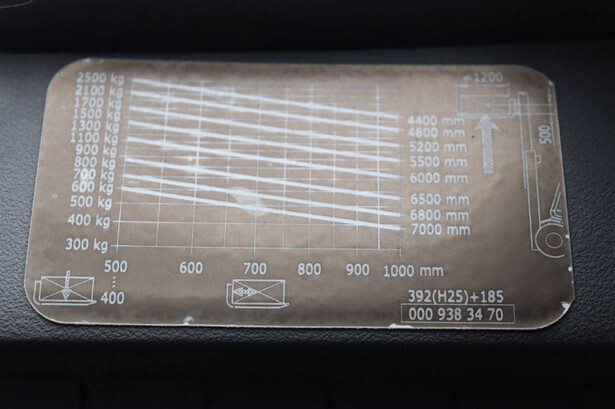 2500 kg
2100 kg
1700 kg
1500 kg
1300 kg
1100 kg
900 kg
800 kg
700 kg
600 kg
500 kg
400 kg
300 kg
4400 mm
4800 mm
5200 mm
5500 mm
6000 mm
6500 mm
6800 mm
7000 mm
1200
500
500 600 700 800 900 1000 mm
400
392(H25)+185
000 938 34 70